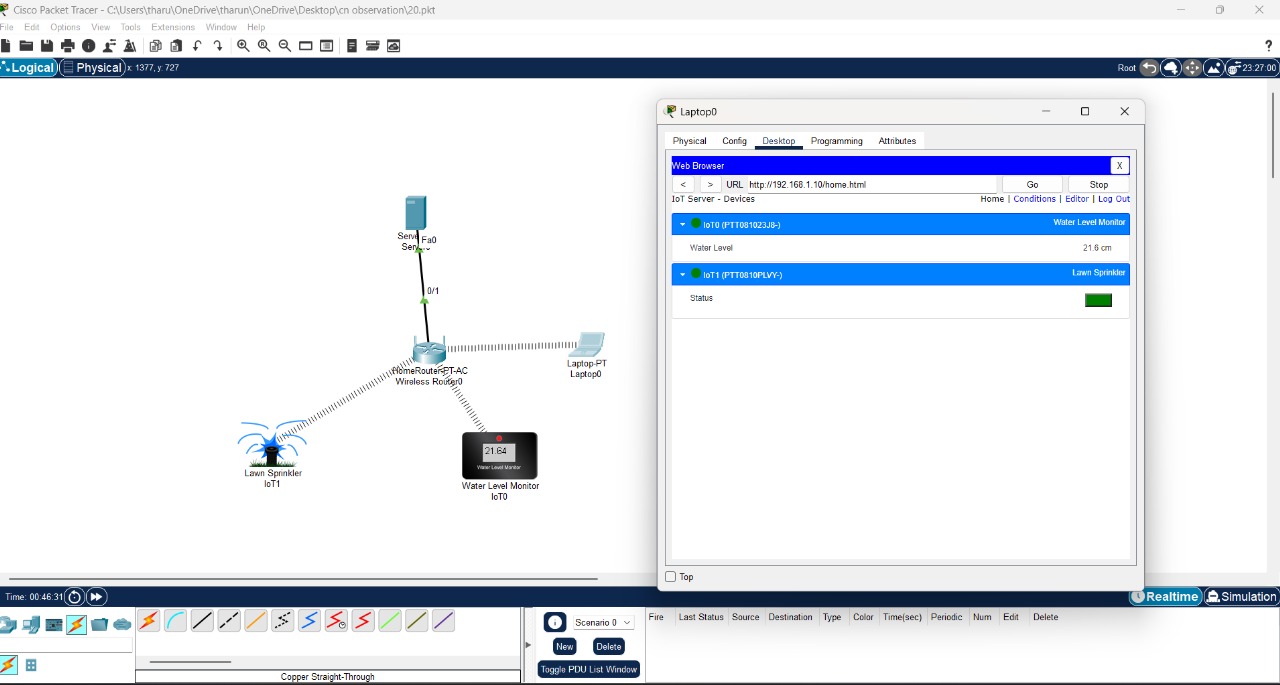 Cisco Packet Tracer - C:\Users\tharu\OneDrive\tharun\OneDrive\Desktop\cn observation\20.pkt
File Edit Options View Tools Extensions Window Help
?
Logical Physical x: 1377, y: 727
Root 23:27:00
Laptop0
Physical Config Desktop Programming Attributes
Web Browser X
< > URL http://192.168.1.10/home.html Go Stop
IoT Server - Devices Home | Conditions | Editor | Log Out
IoT0 (PTT081023J8-) Water Level Monitor
Water Level 21.6 cm
IoT1 (PTT0810PLVY-) Lawn Sprinkler
Status
Top
Fa0
0/1
HomeRouter-PT-AC
Wireless Router0
Laptop-PT
Laptop0
Lawn Sprinkler
IoT1
21.64
Water Level Monitor
Water Level Monitor
IoT0
Time: 00:46:31
Realtime Simulation
Scenario 0
New Delete
Toggle PDU List Window
Fire Last Status Source Destination Type Color Time(sec) Periodic Num Edit Delete
Copper Straight-Through